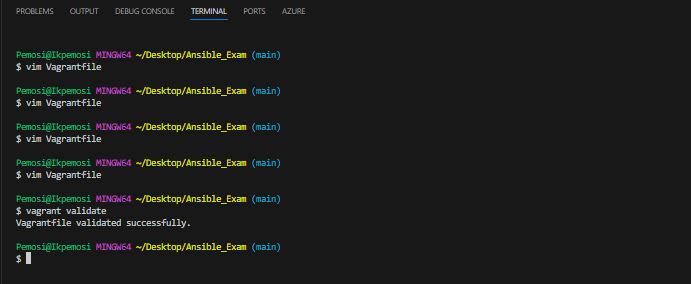 PROBLEMS OUTPUT DEBUG CONSOLE TERMINAL PORTS AZURE
Pemosi@Ikpemosi MINGW64 ~/Desktop/Ansible_Exam (main)
$ vim Vagrantfile
Pemosi@Ikpemosi MINGW64 ~/Desktop/Ansible_Exam (main)
$ vim Vagrantfile
Pemosi@Ikpemosi MINGW64 ~/Desktop/Ansible_Exam (main)
$ vim Vagrantfile
Pemosi@Ikpemosi MINGW64 ~/Desktop/Ansible_Exam (main)
$ vim Vagrantfile
Pemosi@Ikpemosi MINGW64 ~/Desktop/Ansible_Exam (main)
$ vagrant validate
Vagrantfile validated successfully.
Pemosi@Ikpemosi MINGW64 ~/Desktop/Ansible_Exam (main)
$